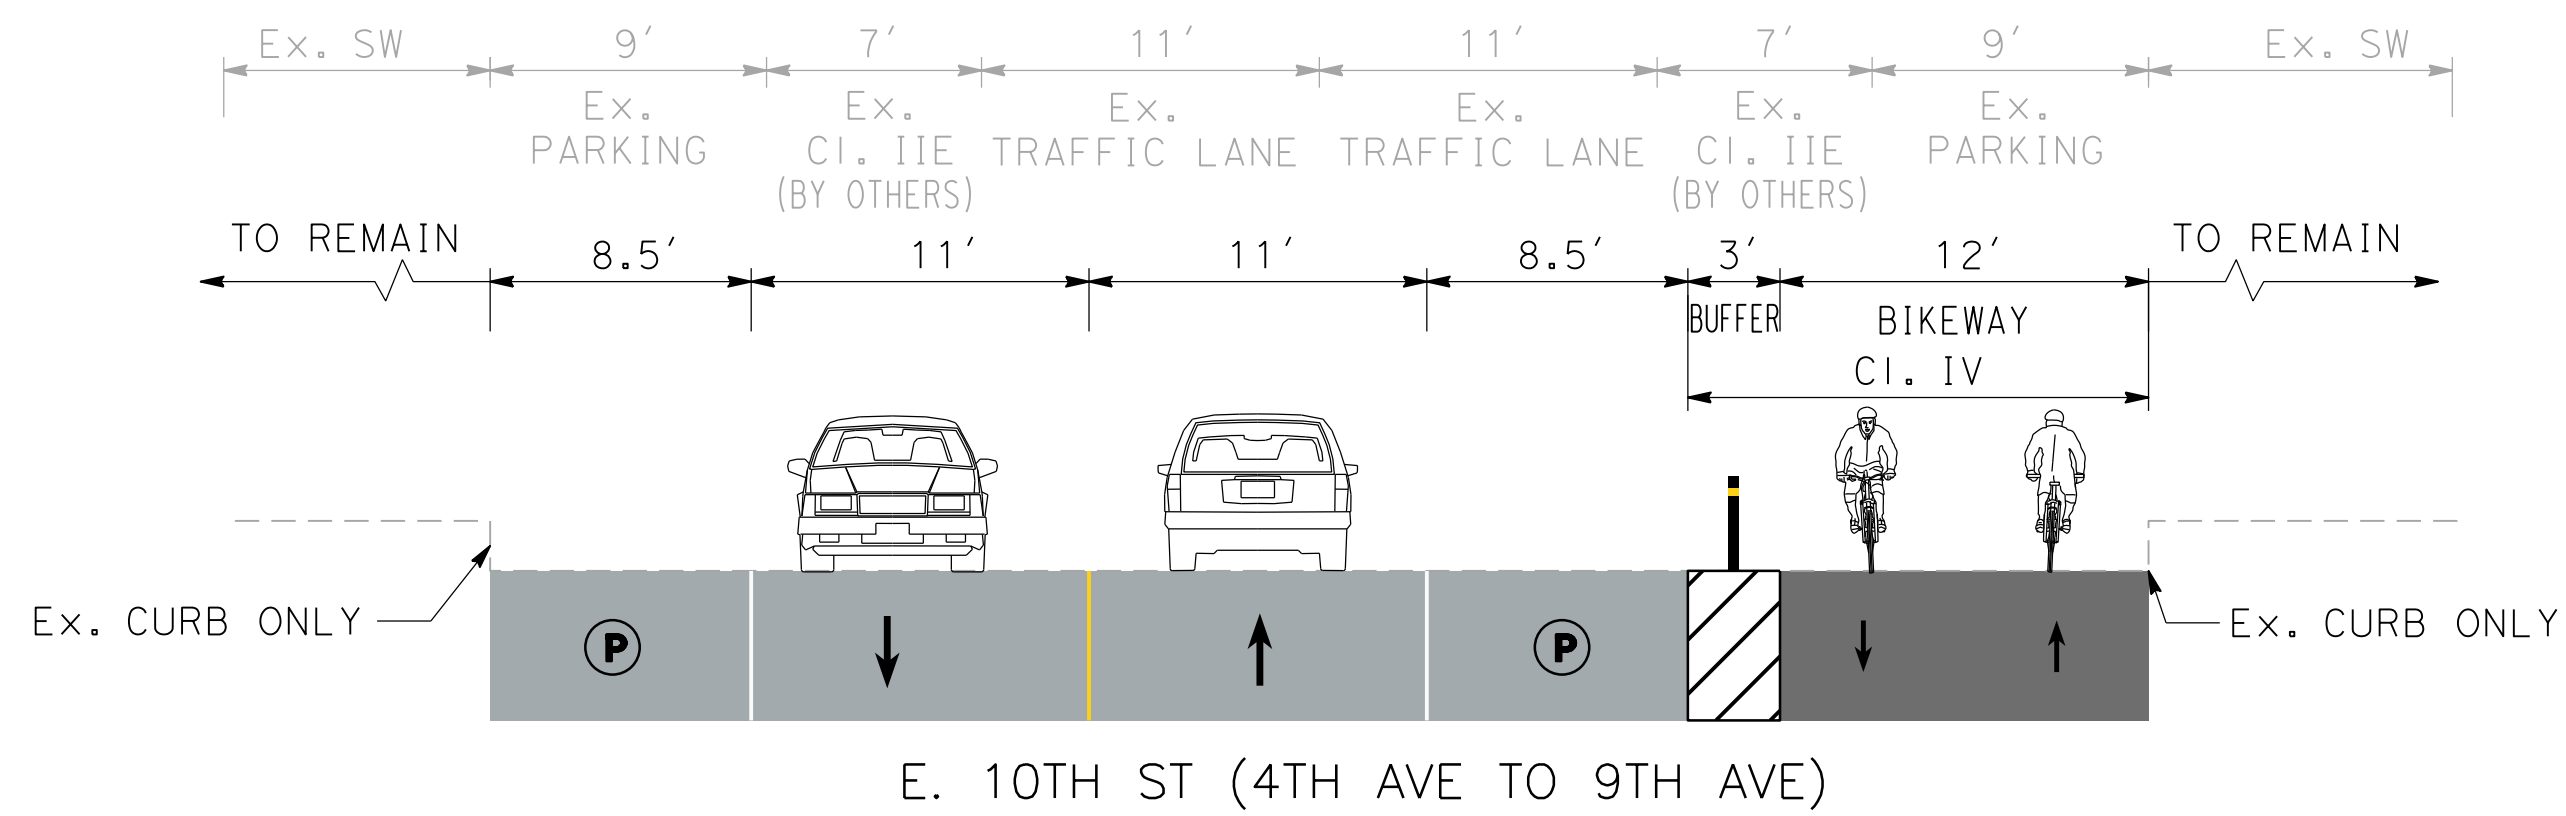 Ex. SW 9′ 7′ 11′ 11′ 7′ 9′ Ex. SW
Ex. Ex. Ex. Ex. Ex. Ex.
PARKING Cl. IIE TRAFFIC LANE TRAFFIC LANE Cl. IIE PARKING
(BY OTHERS) (BY OTHERS)
TO REMAIN 8.5′ 11′ 11′ 8.5′ 3′ 12′ TO REMAIN
BUFFER BIKEWAY
Cl. IV
Ex. CURB ONLY P P Ex. CURB ONLY
E. 10TH ST (4TH AVE TO 9TH AVE)